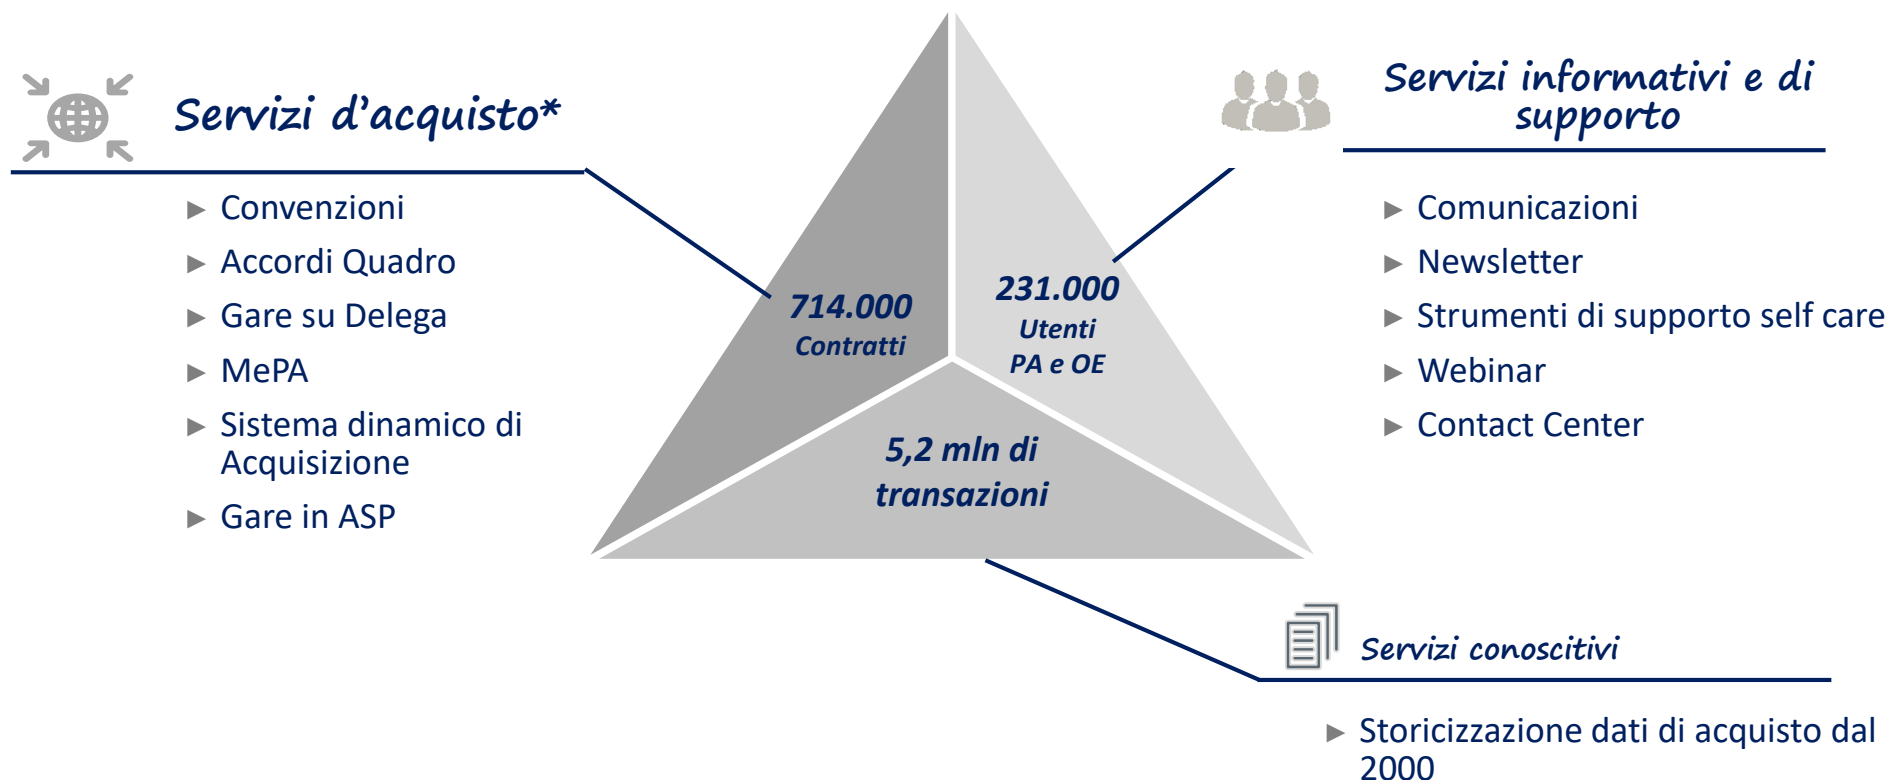 Servizi d'acquisto*
► Convenzioni
► Accordi Quadro
► Gare su Delega
► MePA
► Sistema dinamico di
Acquisizione
► Gare in ASP
714.000
Contratti
231.000
Utenti
PA e OE
5,2 mln di
transazioni
Servizi informativi e di
supporto
► Comunicazioni
► Newsletter
► Strumenti di supporto self care
► Webinar
► Contact Center
Servizi conoscitivi
► Storicizzazione dati di acquisto dal
2000